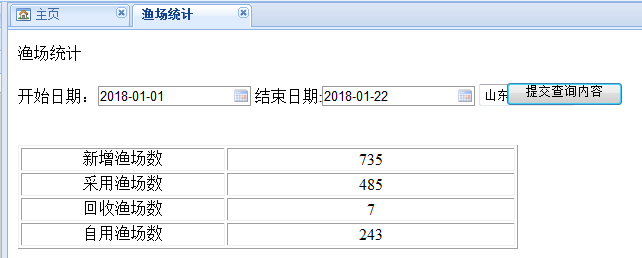 主页 渔场统计
渔场统计
开始日期： 2018-01-01 结束日期: 2018-01-22 山东 提交查询内容
新增渔场数 735
采用渔场数 485
回收渔场数 7
自用渔场数 243